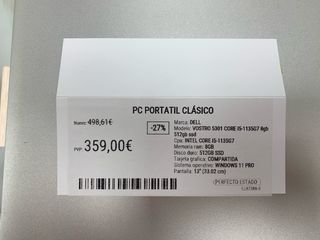 PC PORTATIL CLÁSICO
Nuevo: 498,61€
-27%
PVP: 359,00€
Marca: DELL
Modelo: VOSTRO 5301 CORE I5-1135G7 8gb
512gb ssd
Cpu: INTEL CORE I5-1135G7
Memoria ram: 8GB
Disco duro: 512GB SSD
Tarjeta grafica: COMPARTIDA
Sistema operativo: WINDOWS 11 PRO
Pantalla: 13" (33.02 cm)
PERFECTO ESTADO